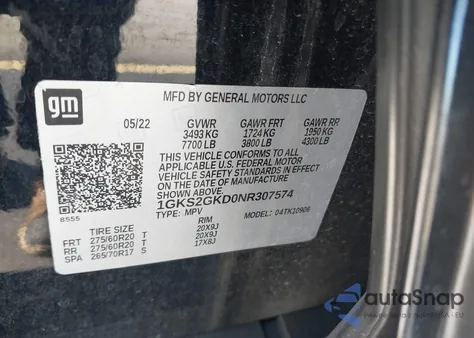 gm
MFD BY GENERAL MOTORS LLC
05/22 GVWR GAWR FRT GAWR RR
3493 KG 1724 KG 1950 KG
7700 LB 3800 LB 4300 LB
THIS VEHICLE CONFORMS TO ALL
APPLICABLE U.S. FEDERAL MOTOR
VEHICLE SAFETY STANDARDS IN
EFFECT ON THE DATE OF MANUFACTURE
SHOWN ABOVE.
1GKS2GKD0NR307574
TYPE: MPV MODEL: 04TK10906
8555
TIRE SIZE RIM
FRT 275/60R20 T 20X9J
RR 275/60R20 T 20X9J
SPA 265/70R17 S 17X8J
autaSnap